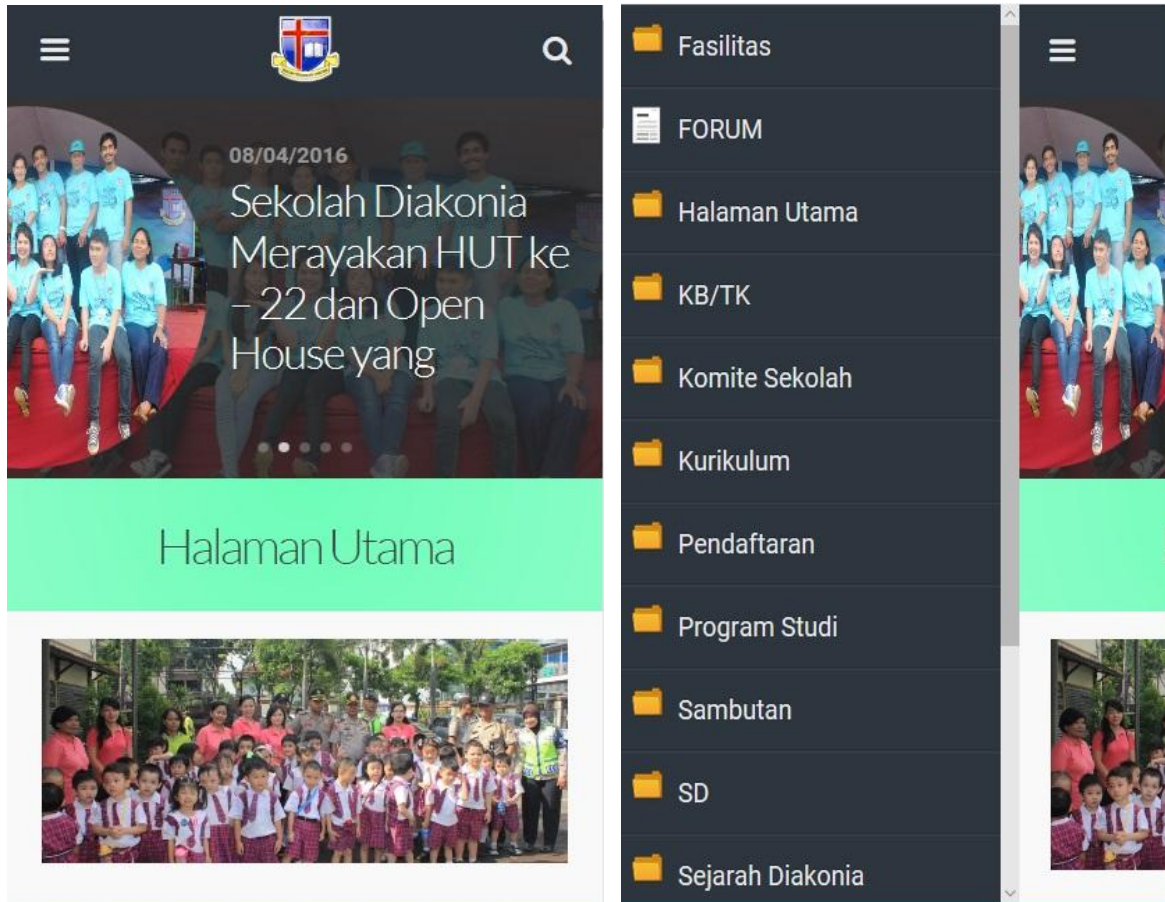 08/04/2016
Sekolah Diakonia
Merayakan HUT ke
– 22 dan Open
House yang
Halaman Utama
Fasilitas
FORUM
Halaman Utama
KB/TK
Komite Sekolah
Kurikulum
Pendaftaran
Program Studi
Sambutan
SD
Sejarah Diakonia